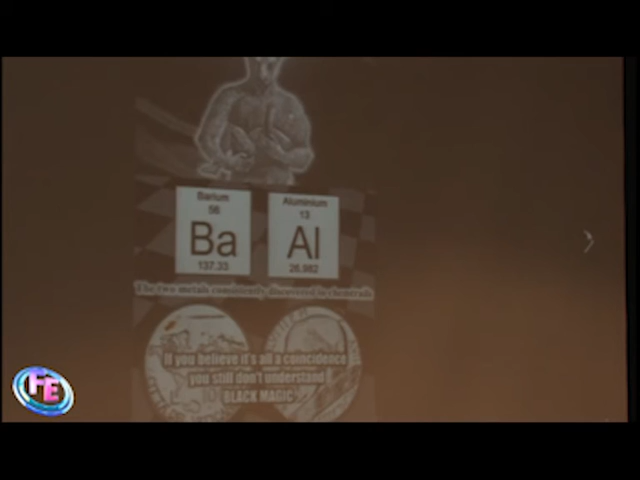 Barium
56
Ba
137.33
Aluminium
13
Al
26.982
The two metals consistently discovered in chemtrails
If you believe it's all a coincidence
you still don't understand
BLACK MAGIC
FE